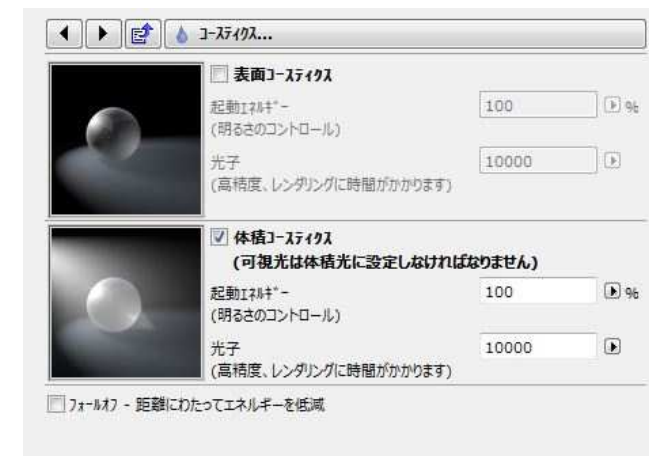 コースティクス...
表面コースティクス
起動エネルギー
100
%
(明るさのコントロール)
光子
10000
(高精度、レンダリングに時間がかかります)
体積コースティクス
(可視光は体積光に設定しなければなりません)
起動エネルギー
100
%
(明るさのコントロール)
光子
10000
(高精度、レンダリングに時間がかかります)
フォールオフ - 距離にわたってエネルギーを低減